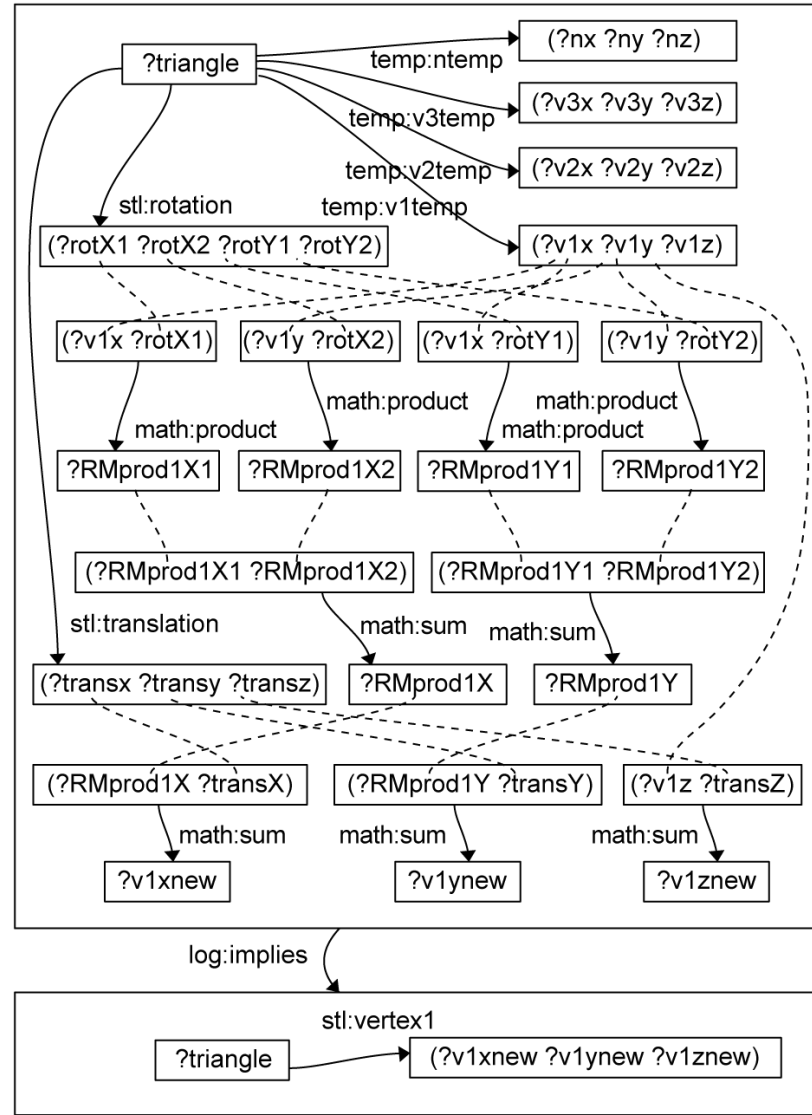 (?nx ?ny ?nz)
?triangle
temp:ntemp
(?v3x ?v3y ?v3z)
temp:v3temp
(?v2x ?v2y ?v2z)
temp:v2temp
stl:rotation
temp:v1temp
(?rotX1 ?rotX2 ?rotY1 ?rotY2)
(?v1x ?v1y ?v1z)
(?v1x ?rotX1)
(?v1y ?rotX2)
(?v1x ?rotY1)
(?v1y ?rotY2)
math:product
math:product
math:product
math:product
?RMprod1X1
?RMprod1X2
?RMprod1Y1
?RMprod1Y2
(?RMprod1X1 ?RMprod1X2)
(?RMprod1Y1 ?RMprod1Y2)
stl:translation
math:sum
math:sum
(?transx ?transy ?transz)
?RMprod1X
?RMprod1Y
(?RMprod1X ?transX)
(?RMprod1Y ?transY)
(?v1z ?transZ)
math:sum
math:sum
math:sum
?v1xnew
?v1ynew
?v1znew
log:implies
stl:vertex1
?triangle
(?v1xnew ?v1ynew ?v1znew)